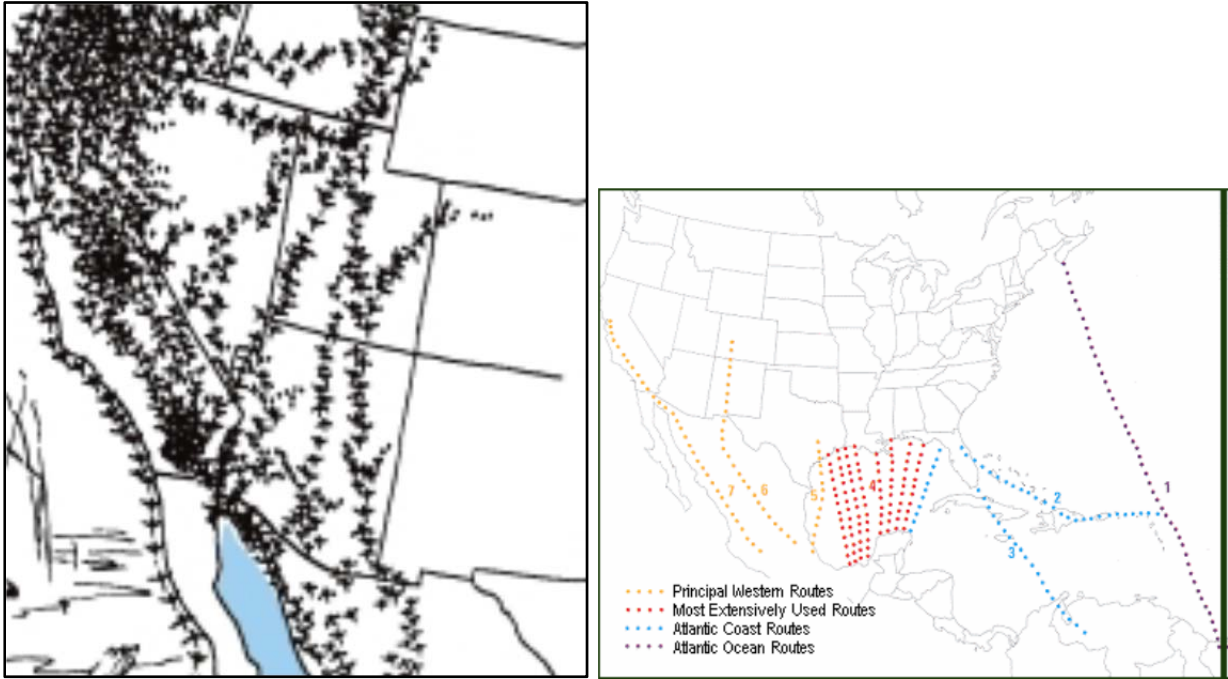 1
2
3
4
5
6
7
Principal Western Routes
Most Extensively Used Routes
Atlantic Coast Routes
Atlantic Ocean Routes